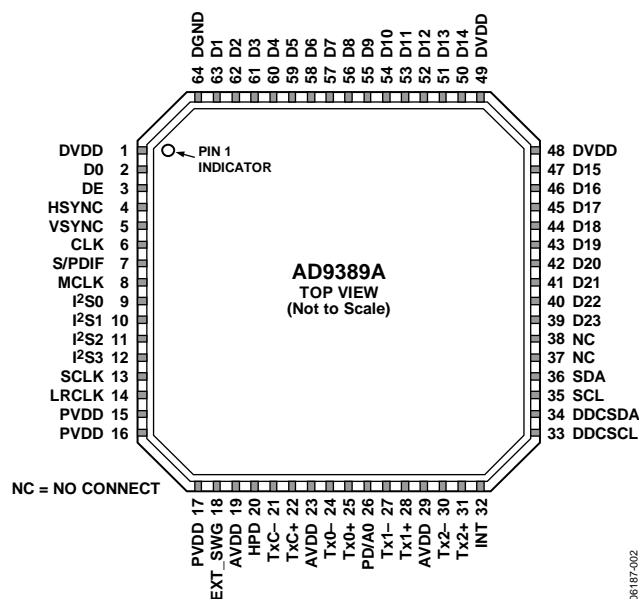 64 DGND
63 D1
62 D2
61 D3
60 D4
59 D5
58 D6
57 D7
56 D8
55 D9
54 D10
53 D11
52 D12
51 D13
50 D14
49 DVDD
DVDD 1
D0 2
DE 3
HSYNC 4
VSYNC 5
CLK 6
S/PDIF 7
MCLK 8
I²S0 9
I²S1 10
I²S2 11
I²S3 12
SCLK 13
LRCLK 14
PVDD 15
PVDD 16
PIN 1
INDICATOR
AD9389A
TOP VIEW
(Not to Scale)
48 DVDD
47 D15
46 D16
45 D17
44 D18
43 D19
42 D20
41 D21
40 D22
39 D23
38 NC
37 NC
36 SDA
35 SCL
34 DDCSDA
33 DDCSCL
NC = NO CONNECT
PVDD 17
EXT_SWG 18
AVDD 19
HPD 20
TxC– 21
TxC+ 22
AVDD 23
Tx0– 24
Tx0+ 25
PD/A0 26
Tx1– 27
Tx1+ 28
AVDD 29
Tx2– 30
Tx2+ 31
INT 32
06187-002